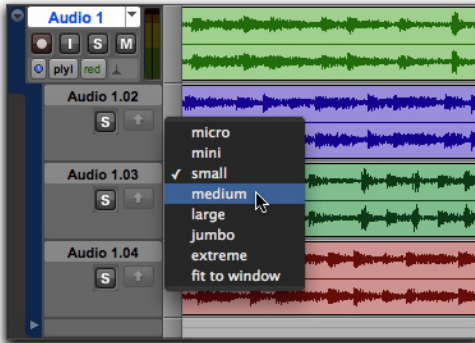 Audio 1
I S M
plyl red
Audio 1.02
S
micro
mini
small
medium
large
jumbo
extreme
fit to window
Audio 1.03
S
Audio 1.04
S